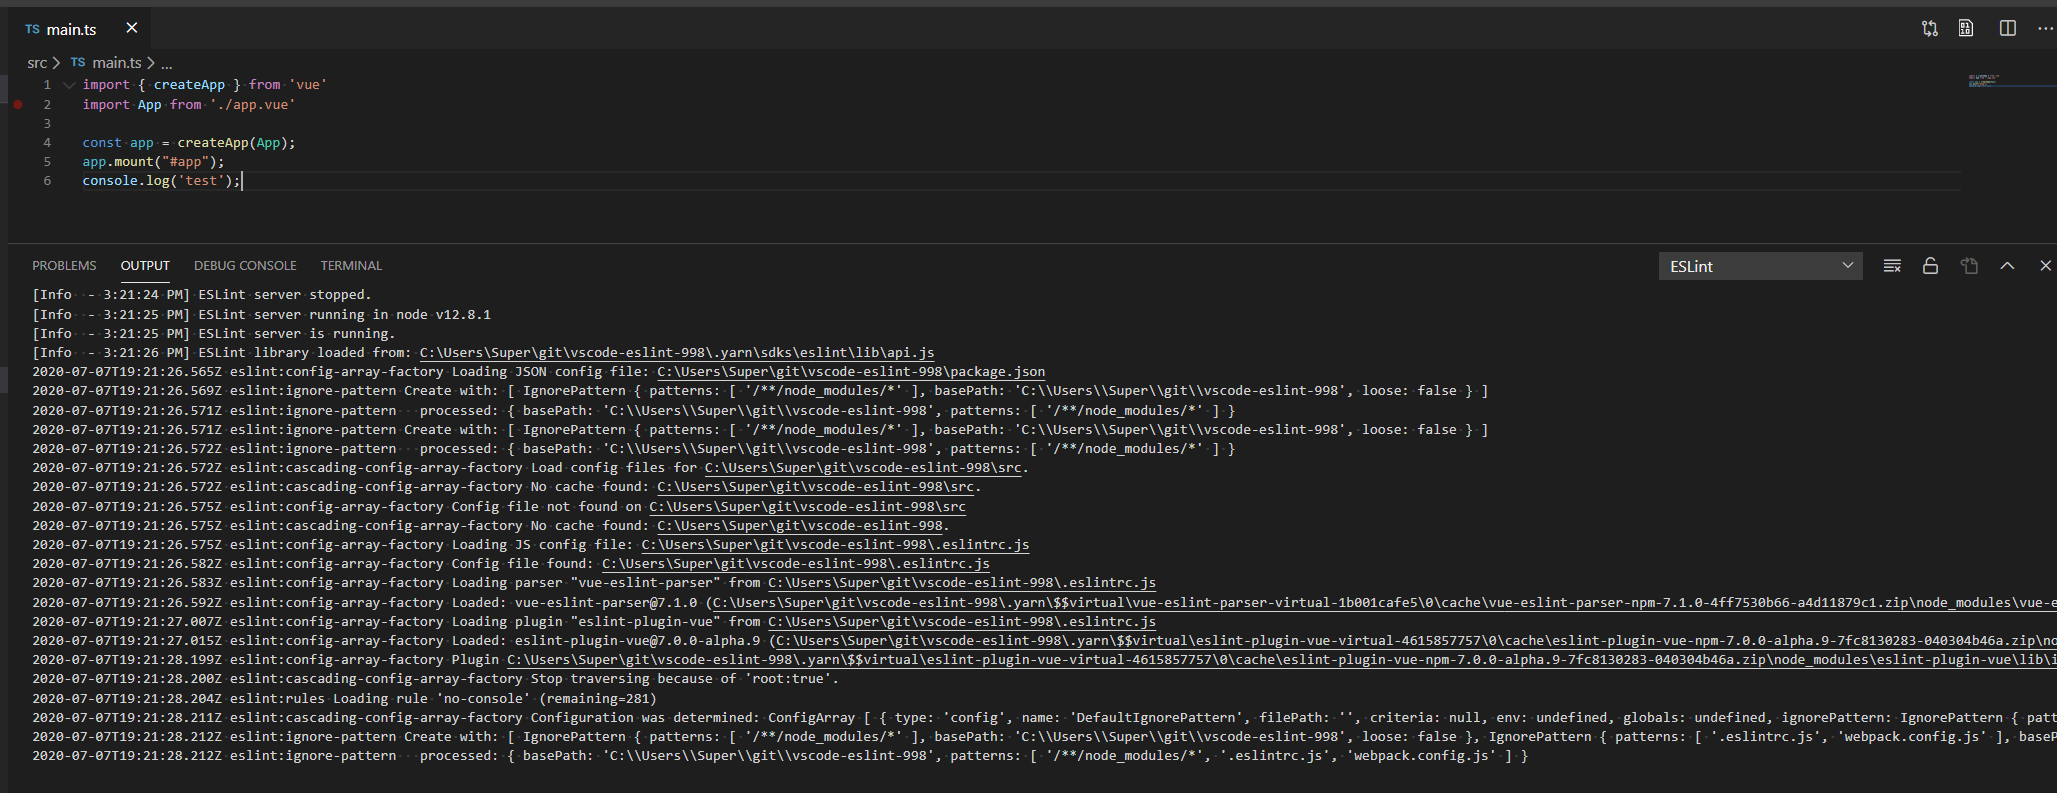 TS main.ts
src > TS main.ts > ...
1 import { createApp } from 'vue'
2 import App from './app.vue'
3
4 const app = createApp(App);
5 app.mount("#app");
6 console.log('test');
PROBLEMS OUTPUT DEBUG CONSOLE TERMINAL ESLint
[Info  - 3:21:24 PM] ESLint server stopped.
[Info  - 3:21:25 PM] ESLint server running in node v12.8.1
[Info  - 3:21:25 PM] ESLint server is running.
[Info  - 3:21:26 PM] ESLint library loaded from: C:\Users\Super\git\vscode-eslint-998\.yarn\sdks\eslint\lib\api.js
2020-07-07T19:21:26.565Z eslint:config-array-factory Loading JSON config file: C:\Users\Super\git\vscode-eslint-998\package.json
2020-07-07T19:21:26.569Z eslint:ignore-pattern Create with: [ IgnorePattern { patterns: [ '/**/node_modules/*' ], basePath: 'C:\\Users\\Super\\git\\vscode-eslint-998', loose: false } ]
2020-07-07T19:21:26.571Z eslint:ignore-pattern   processed: { basePath: 'C:\\Users\\Super\\git\\vscode-eslint-998', patterns: [ '/**/node_modules/*' ] }
2020-07-07T19:21:26.571Z eslint:ignore-pattern Create with: [ IgnorePattern { patterns: [ '/**/node_modules/*' ], basePath: 'C:\\Users\\Super\\git\\vscode-eslint-998', loose: false } ]
2020-07-07T19:21:26.572Z eslint:ignore-pattern   processed: { basePath: 'C:\\Users\\Super\\git\\vscode-eslint-998', patterns: [ '/**/node_modules/*' ] }
2020-07-07T19:21:26.572Z eslint:cascading-config-array-factory Load config files for C:\Users\Super\git\vscode-eslint-998\src.
2020-07-07T19:21:26.572Z eslint:cascading-config-array-factory No cache found: C:\Users\Super\git\vscode-eslint-998\src.
2020-07-07T19:21:26.575Z eslint:config-array-factory Config file not found on C:\Users\Super\git\vscode-eslint-998\src
2020-07-07T19:21:26.575Z eslint:cascading-config-array-factory No cache found: C:\Users\Super\git\vscode-eslint-998.
2020-07-07T19:21:26.575Z eslint:config-array-factory Loading JS config file: C:\Users\Super\git\vscode-eslint-998\.eslintrc.js
2020-07-07T19:21:26.582Z eslint:config-array-factory Config file found: C:\Users\Super\git\vscode-eslint-998\.eslintrc.js
2020-07-07T19:21:26.583Z eslint:config-array-factory Loading parser "vue-eslint-parser" from C:\Users\Super\git\vscode-eslint-998\.eslintrc.js
2020-07-07T19:21:26.592Z eslint:config-array-factory Loaded: vue-eslint-parser@7.1.0 (C:\Users\Super\git\vscode-eslint-998\.yarn\$$virtual\vue-eslint-parser-virtual-1b001cafe5\0\cache\vue-eslint-parser-npm-7.1.0-4ff7530b66-a4d11879c1.zip\node_modules\vue-e
2020-07-07T19:21:27.007Z eslint:config-array-factory Loading plugin "eslint-plugin-vue" from C:\Users\Super\git\vscode-eslint-998\.eslintrc.js
2020-07-07T19:21:27.015Z eslint:config-array-factory Loaded: eslint-plugin-vue@7.0.0-alpha.9 (C:\Users\Super\git\vscode-eslint-998\.yarn\$$virtual\eslint-plugin-vue-virtual-4615857757\0\cache\eslint-plugin-vue-npm-7.0.0-alpha.9-7fc8130283-040304b46a.zip\no
2020-07-07T19:21:28.199Z eslint:config-array-factory Plugin C:\Users\Super\git\vscode-eslint-998\.yarn\$$virtual\eslint-plugin-vue-virtual-4615857757\0\cache\eslint-plugin-vue-npm-7.0.0-alpha.9-7fc8130283-040304b46a.zip\node_modules\eslint-plugin-vue\lib\i
2020-07-07T19:21:28.200Z eslint:cascading-config-array-factory Stop traversing because of 'root:true'.
2020-07-07T19:21:28.204Z eslint:rules Loading rule 'no-console' (remaining=281)
2020-07-07T19:21:28.211Z eslint:cascading-config-array-factory Configuration was determined: ConfigArray [ { type: 'config', name: 'DefaultIgnorePattern', filePath: '', criteria: null, env: undefined, globals: undefined, ignorePattern: IgnorePattern { patt
2020-07-07T19:21:28.212Z eslint:ignore-pattern Create with: [ IgnorePattern { patterns: [ '/**/node_modules/*' ], basePath: 'C:\\Users\\Super\\git\\vscode-eslint-998', loose: false }, IgnorePattern { patterns: [ '.eslintrc.js', 'webpack.config.js' ], baseP
2020-07-07T19:21:28.212Z eslint:ignore-pattern   processed: { basePath: 'C:\\Users\\Super\\git\\vscode-eslint-998', patterns: [ '/**/node_modules/*', '.eslintrc.js', 'webpack.config.js' ] }